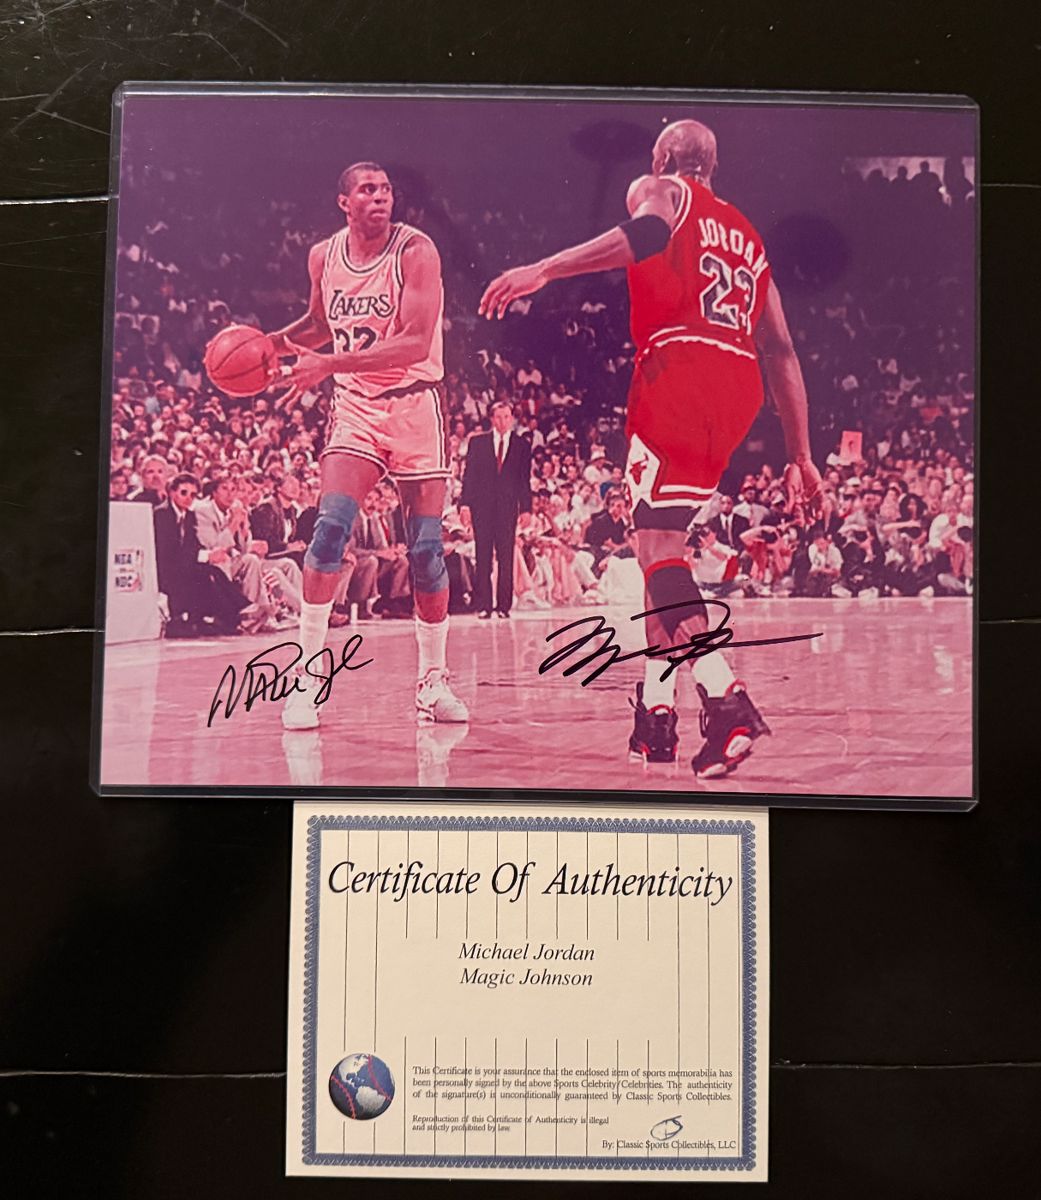 LAKERS
32
JORDAN
23
NBA
NBC
Certificate Of Authenticity
Michael Jordan
Magic Johnson
This Certificate is your assurance that the enclosed item of sports memorabilia has
been personally signed by the above Sports Celebrity/Celebrities. The authenticity
of the signature(s) is unconditionally guaranteed by Classic Sports Collectibles.
Reproduction of this Certificate of Authenticity is illegal
and strictly prohibited by law.
By: Classic Sports Collectibles, LLC